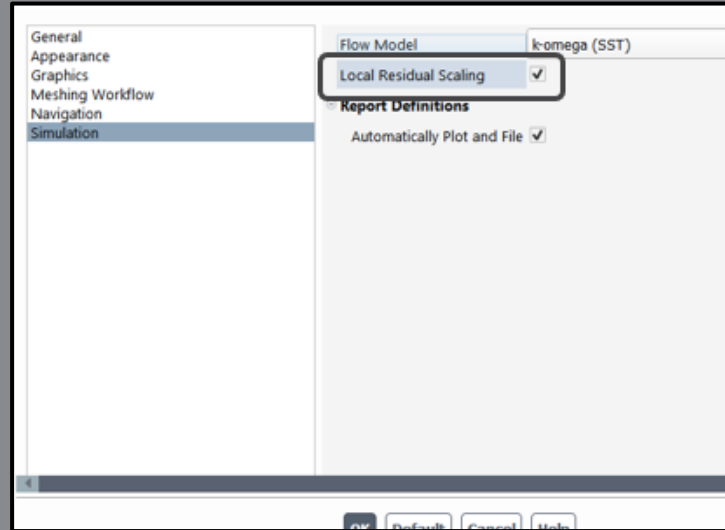 General
Appearance
Graphics
Meshing Workflow
Navigation
Simulation
Flow Model k-omega (SST)
Local Residual Scaling
Report Definitions
Automatically Plot and File
OK Default Cancel Help